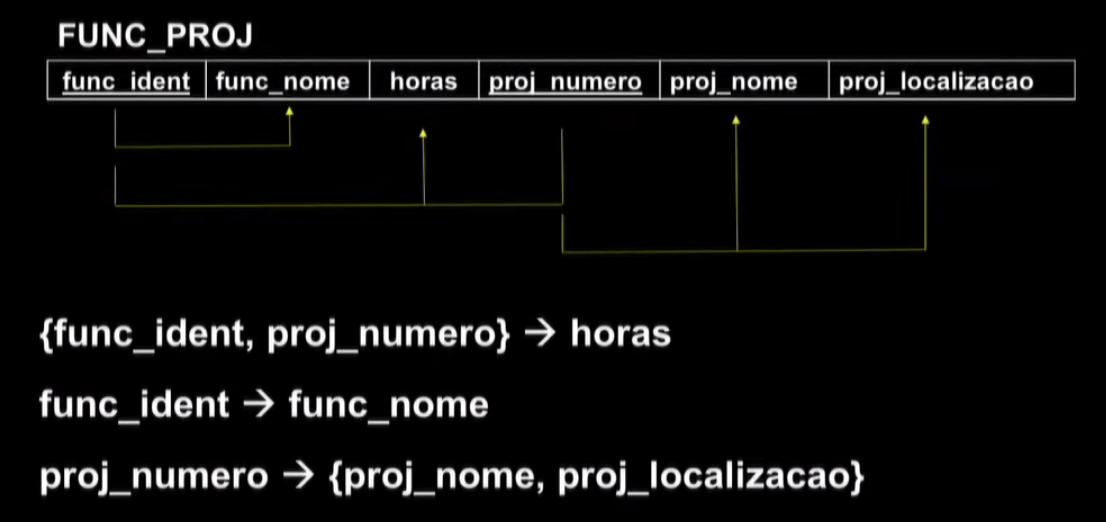 FUNC_PROJ
func_ident func_nome horas proj_numero proj_nome proj_localizacao
{func_ident, proj_numero} → horas
func_ident → func_nome
proj_numero → {proj_nome, proj_localizacao}